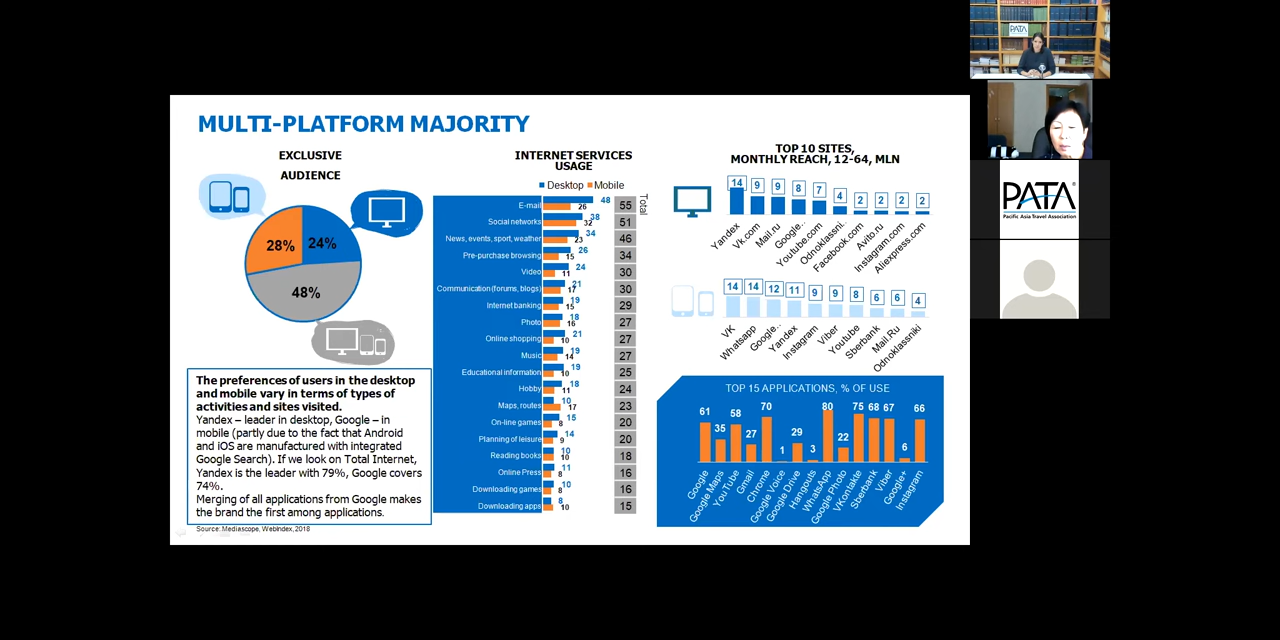 MULTI-PLATFORM MAJORITY
EXCLUSIVE
AUDIENCE
28%
24%
48%
The preferences of users in the desktop
and mobile vary in terms of types of
activities and sites visited.
Yandex – leader in desktop, Google – in
mobile (partly due to the fact that Android
and iOS are manufactured with integrated
Google Search). If we look on Total Internet,
Yandex is the leader with 79%, Google covers
74%.
Merging of all applications from Google makes
the brand the first among applications.
Source: Mediascope, WebIndex, 2018
INTERNET SERVICES
USAGE
Desktop Mobile
Total
E-mail 48 26 55
Social networks 38 32 51
News, events, sport, weather 34 23 46
Pre-purchase browsing 26 15 34
Video 24 11 30
Communication (forums, blogs) 21 17 30
Internet banking 19 15 29
Photo 18 16 27
Online shopping 21 10 27
Music 19 14 27
Educational information 19 10 25
Hobby 18 11 24
Maps, routes 10 17 23
On-line games 15 8 20
Planning of leisure 14 9 20
Reading books 10 10 18
Online Press 11 8 16
Downloading games 10 8 16
Downloading apps 8 10 15
TOP 10 SITES,
MONTHLY REACH, 12-64, MLN
14 9 9 8 7 4 2 2 2 2
Yandex Vk.com Mail.ru Google... Youtube.com Odnoklassni... Facebook.com Avito.ru Instagram.com Aliexpress.com
14 14 12 11 9 9 8 6 6 4
VK Whatsapp Google... Yandex Instagram Viber Youtube Sberbank Mail.Ru Odnoklassniki
TOP 15 APPLICATIONS, % OF USE
61 35 58 27 70 1 29 3 80 22 75 68 67 6 66
Google Google Maps YouTube Gmail Chrome Google Voice Google Drive Hangouts WhatsApp Google Photo VKontakte Sberbank Viber Google+ Instagram
PATA
PATA®
Pacific Asia Travel Association